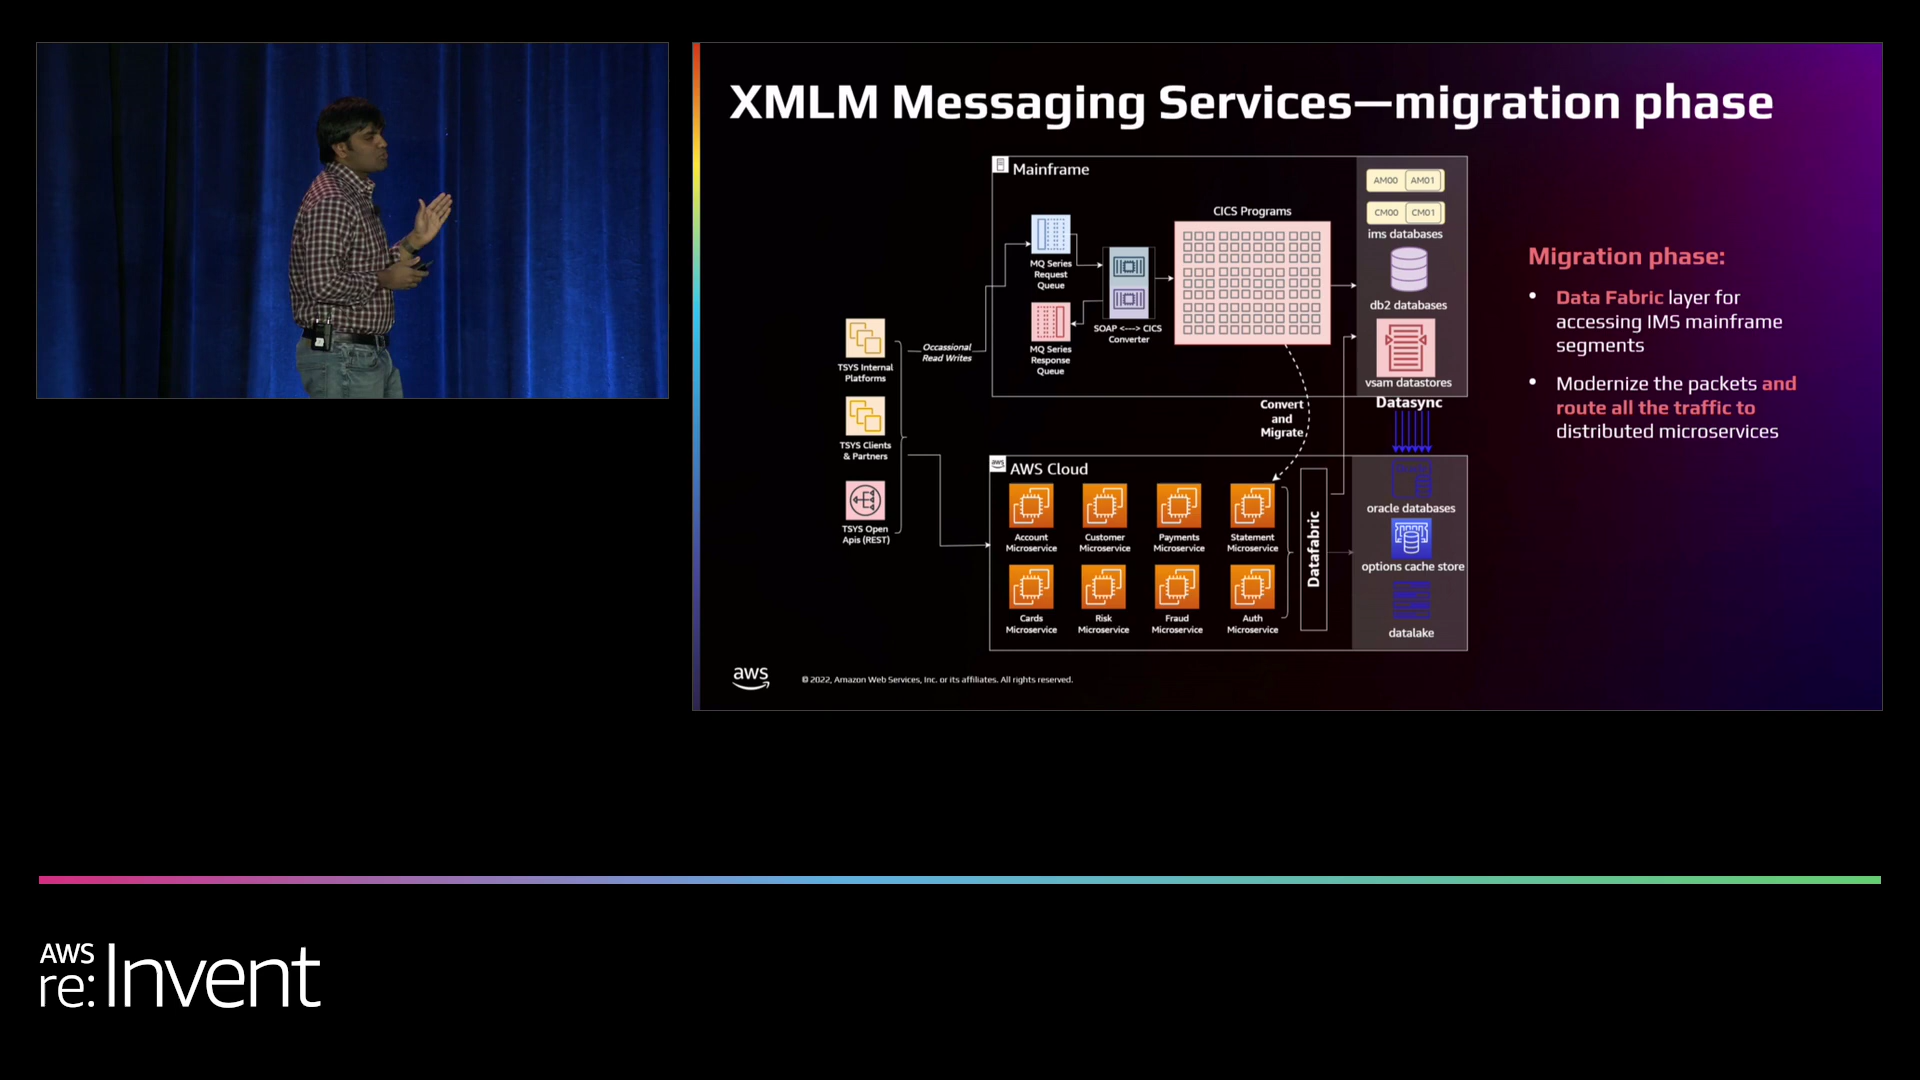 XMLM Messaging Services—migration phase
Mainframe
AM00 AM01
CM00 CM01
ims databases
db2 databases
vsam datastores
CICS Programs
MQ Series
Request
Queue
MQ Series
Response
Queue
SOAP <---> CICS
Converter
Occassional
Read Writes
TSYS Internal
Platforms
TSYS Clients
& Partners
TSYS Open
Apis (REST)
Convert
and
Migrate
Datasync
aws
AWS Cloud
Account
Microservice
Customer
Microservice
Payments
Microservice
Statement
Microservice
Cards
Microservice
Risk
Microservice
Fraud
Microservice
Auth
Microservice
Datafabric
oracle databases
options cache store
datalake
Migration phase:
• Data Fabric layer for
accessing IMS mainframe
segments
• Modernize the packets and
route all the traffic to
distributed microservices
aws
© 2022, Amazon Web Services, Inc. or its affiliates. All rights reserved.
AWS
re:Invent